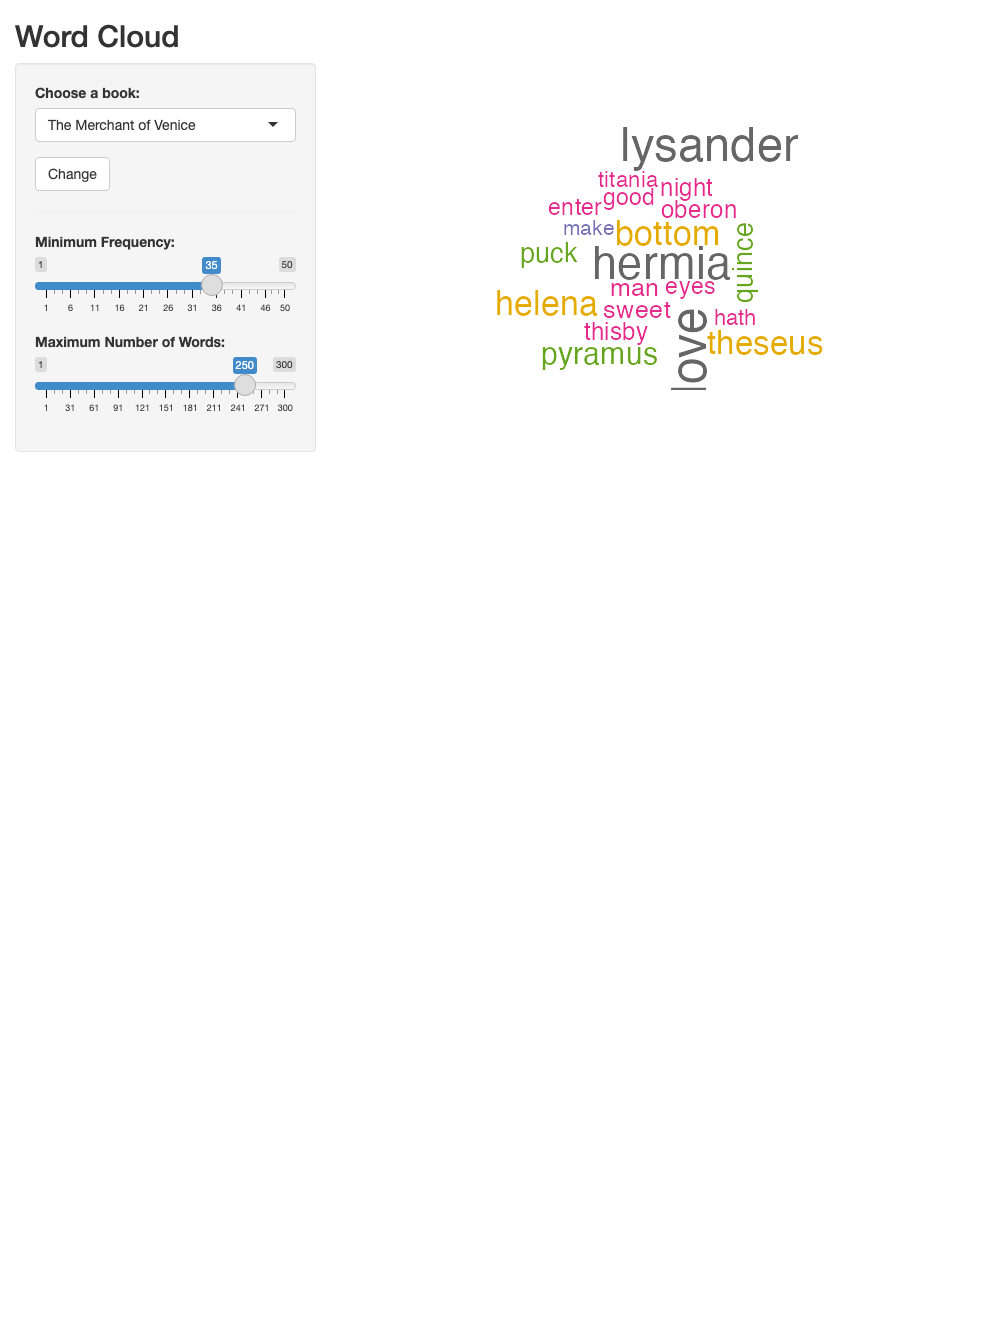 Word Cloud
Choose a book:
The Merchant of Venice
Change
Minimum Frequency:
1 35 50
1 6 11 16 21 26 31 36 41 46 50
Maximum Number of Words:
1 250 300
1 31 61 91 121 151 181 211 241 271 300
lysander
titania
night
good
enter
oberon
make
bottom
quince
puck
hermia
man
eyes
helena
sweet
love
hath
thisby
theseus
pyramus